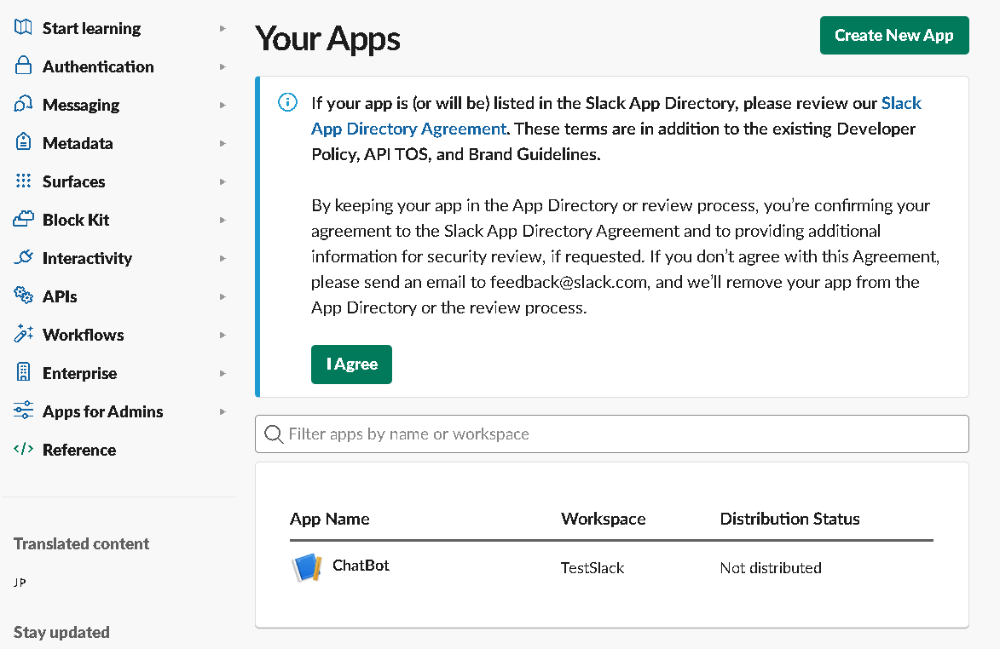 Start learning
Authentication
Messaging
Metadata
Surfaces
Block Kit
Interactivity
APIs
Workflows
Enterprise
Apps for Admins
Reference
Translated content
JP
Stay updated
Your Apps
Create New App
If your app is (or will be) listed in the Slack App Directory, please review our Slack
App Directory Agreement. These terms are in addition to the existing Developer
Policy, API TOS, and Brand Guidelines.
By keeping your app in the App Directory or review process, you’re confirming your
agreement to the Slack App Directory Agreement and to providing additional
information for security review, if requested. If you don’t agree with this Agreement,
please send an email to feedback@slack.com, and we’ll remove your app from the
App Directory or the review process.
I Agree
Filter apps by name or workspace
App Name Workspace Distribution Status
ChatBot TestSlack Not distributed